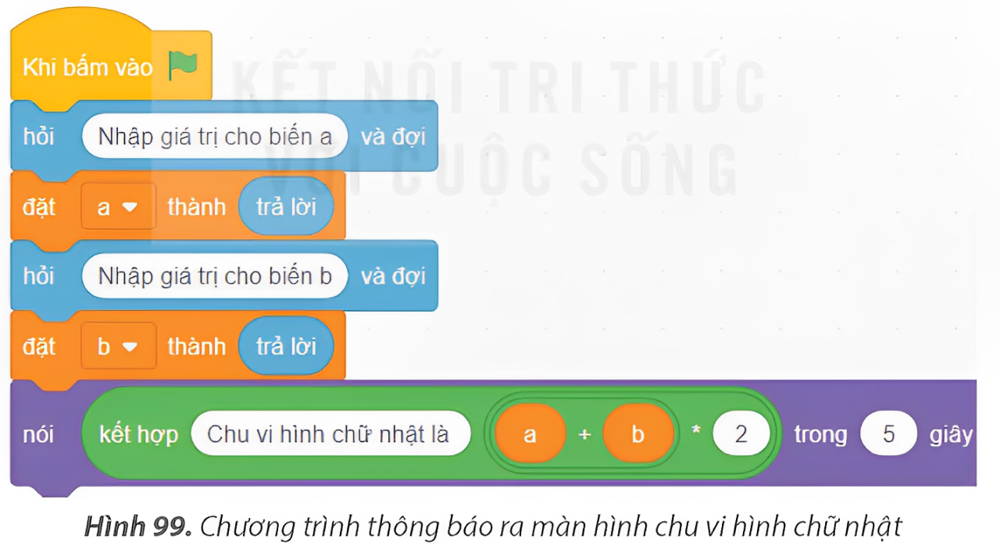 KẾT NỐI TRI THỨC
VỚI CUỘC SỐNG
Khi bấm vào
hỏi Nhập giá trị cho biến a và đợi
đặt a thành trả lời
hỏi Nhập giá trị cho biến b và đợi
đặt b thành trả lời
nói kết hợp Chu vi hình chữ nhật là a + b * 2 trong 5 giây
Hình 99. Chương trình thông báo ra màn hình chu vi hình chữ nhật